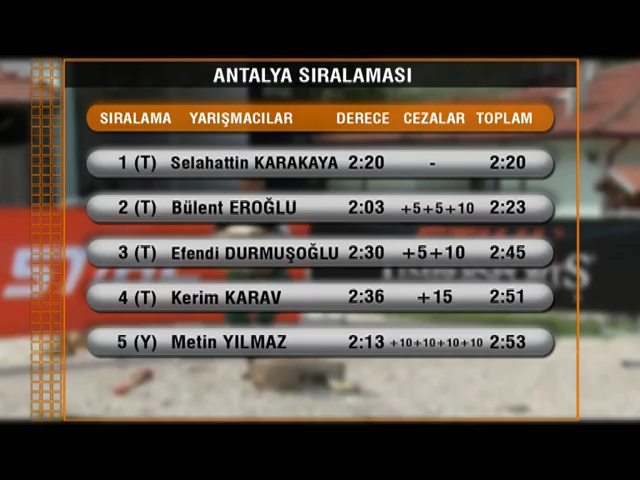 ANTALYA SIRALAMASI
SIRALAMA YARIŞMACILAR DERECE CEZALAR TOPLAM
1 (T) Selahattin KARAKAYA 2:20 - 2:20
2 (T) Bülent EROĞLU 2:03 +5+5+10 2:23
3 (T) Efendi DURMUŞOĞLU 2:30 +5+10 2:45
4 (T) Kerim KARAV 2:36 +15 2:51
5 (Y) Metin YILMAZ 2:13 +10+10+10+10 2:53